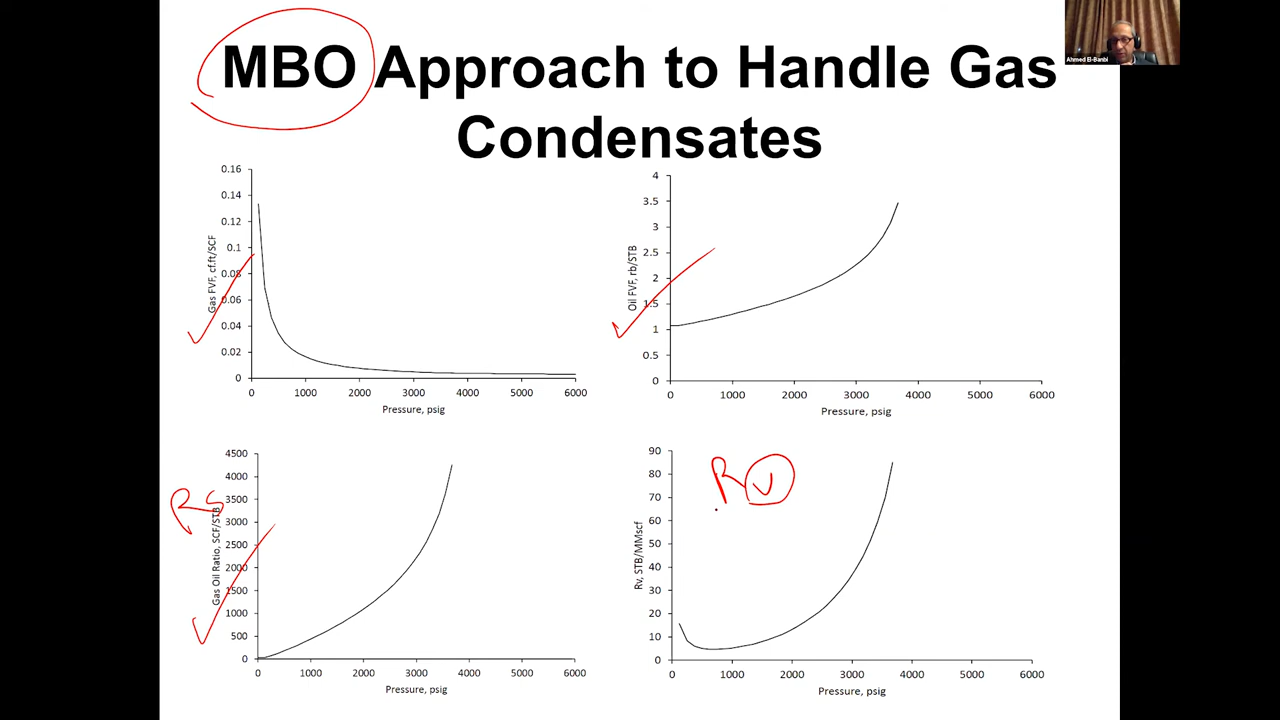 MBO Approach to Handle Gas
Condensates
Ahmed El-Banbi
0.16
0.14
0.12
0.1
0.08
0.06
0.04
0.02
0
Gas FVF, cf.ft/SCF
0 1000 2000 3000 4000 5000 6000
Pressure, psig
4
3.5
3
2.5
2
1.5
1
0.5
0
Oil FVF, rb/STB
0 1000 2000 3000 4000 5000 6000
Pressure, psig
4500
4000
3500
3000
2500
2000
1500
1000
500
0
Rs
Gas Oil Ratio, SCF/STB
0 1000 2000 3000 4000 5000 6000
Pressure, psig
90
80
70
60
50
40
30
20
10
0
Rv
Rv, STB/MMscf
0 1000 2000 3000 4000 5000 6000
Pressure, psig